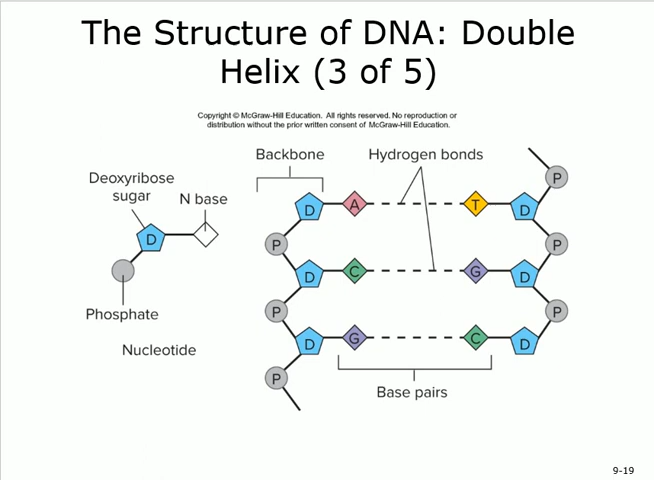 The Structure of DNA: Double
Helix (3 of 5)
Copyright © McGraw-Hill Education. All rights reserved. No reproduction or
distribution without the prior written consent of McGraw-Hill Education.
Deoxyribose
sugar
N base
D
Phosphate
Nucleotide
Backbone
Hydrogen bonds
P
D A T D
P P
D C G D
P P
D G C D
P
Base pairs
9-19